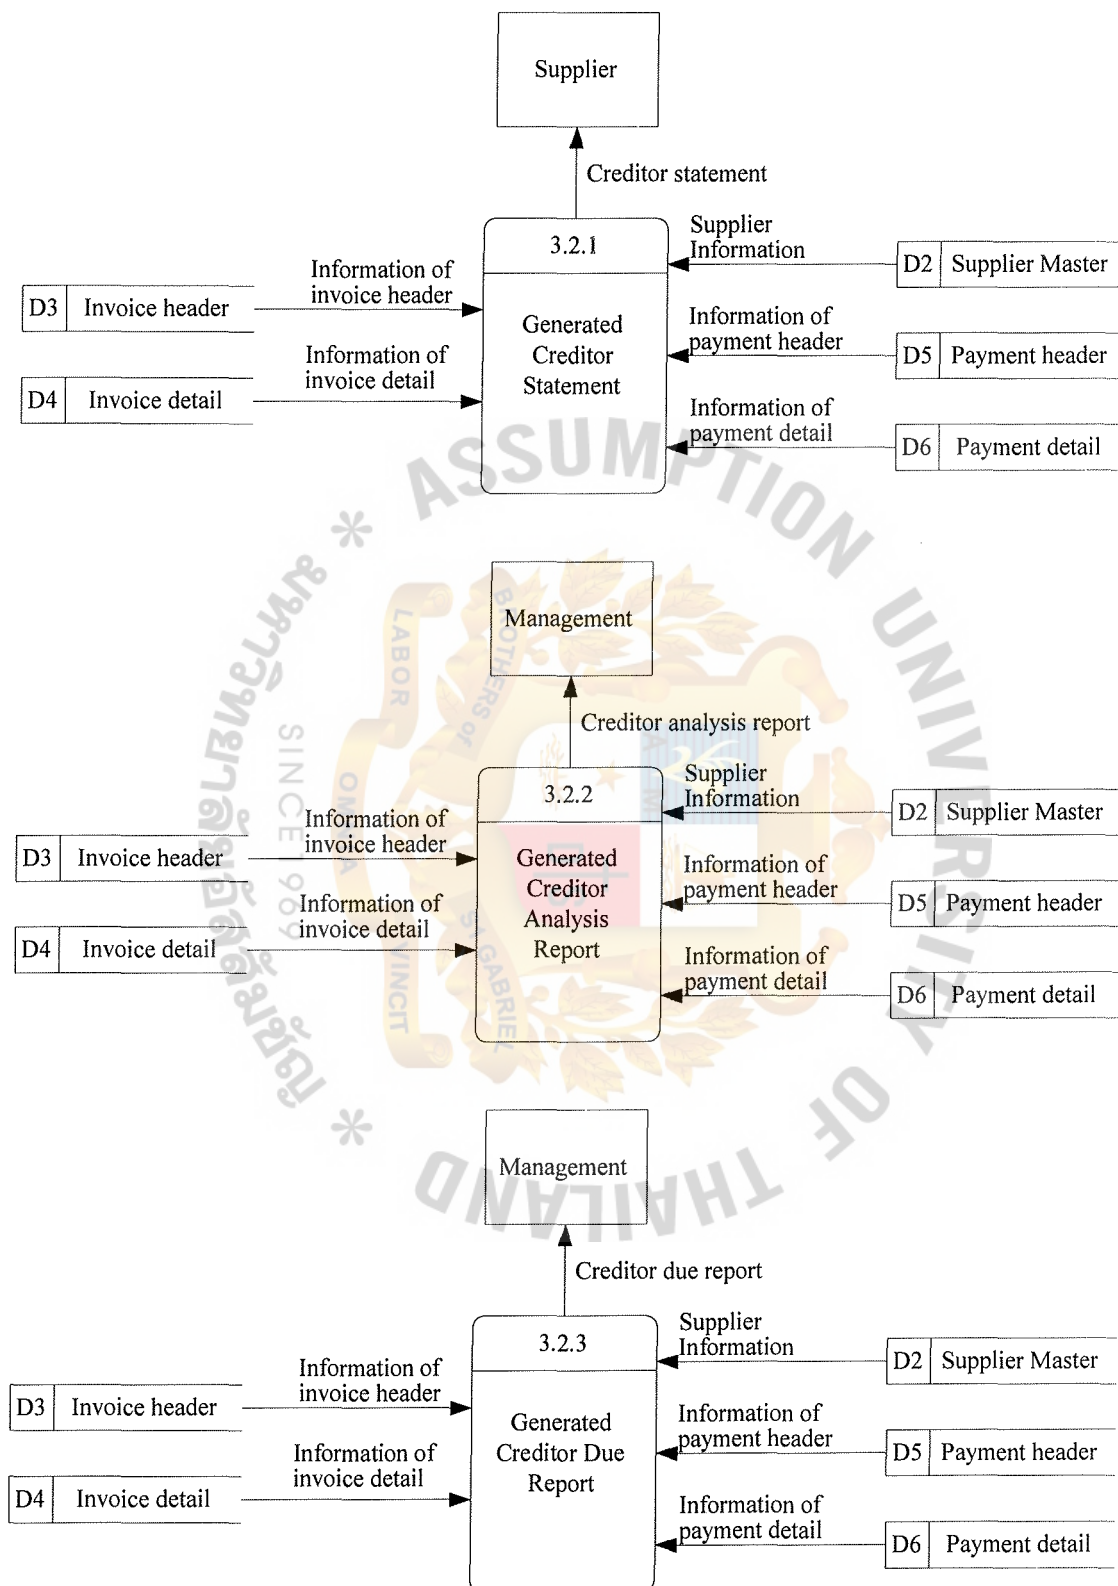 Supplier
Creditor statement
3.2.1
Generated
Creditor
Statement
Supplier
Information
D2 Supplier Master
Information of
invoice header
D3 Invoice header
Information of
payment header
D5 Payment header
Information of
invoice detail
D4 Invoice detail
Information of
payment detail
D6 Payment detail
ASSUMPTION UNIVERSITY OF THAILAND
SINCE 1969
LABOR
OMNIA
VINCIT
BROTHERS of
ST GABRIEL
DS
Management
Creditor analysis report
3.2.2
Generated
Creditor
Analysis
Report
Supplier
Information
D2 Supplier Master
Information of
invoice header
D3 Invoice header
Information of
payment header
D5 Payment header
Information of
invoice detail
D4 Invoice detail
Information of
payment detail
D6 Payment detail
Management
Creditor due report
3.2.3
Generated
Creditor Due
Report
Supplier
Information
D2 Supplier Master
Information of
invoice header
D3 Invoice header
Information of
payment header
D5 Payment header
Information of
invoice detail
D4 Invoice detail
Information of
payment detail
D6 Payment detail